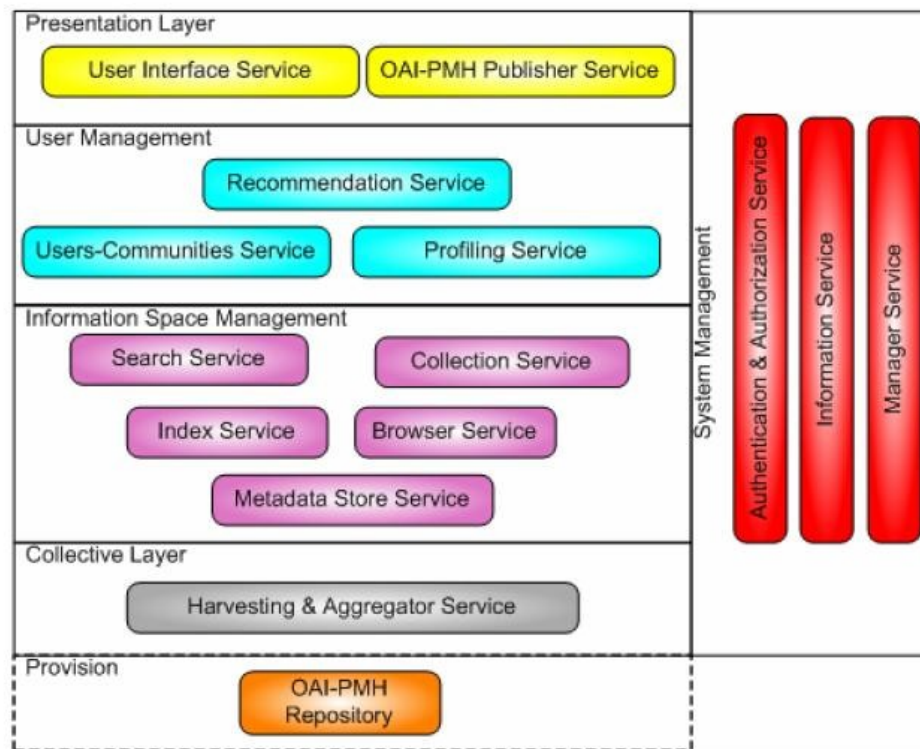 Presentation Layer
User Interface Service
OAI-PMH Publisher Service
User Management
Recommendation Service
Users-Communities Service
Profiling Service
Information Space Management
Search Service
Collection Service
Index Service
Browser Service
Metadada Store Service
Collective Layer
Harvesting & Aggregator Service
Provision
OAI-PMH
Repository
System Management
Authentication & Authorization Service
Information Service
Manager Service